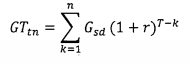 $GT_{tn} = \sum_{k=1}^{n} G_{sd} \, (1 + r)^{T-k}$